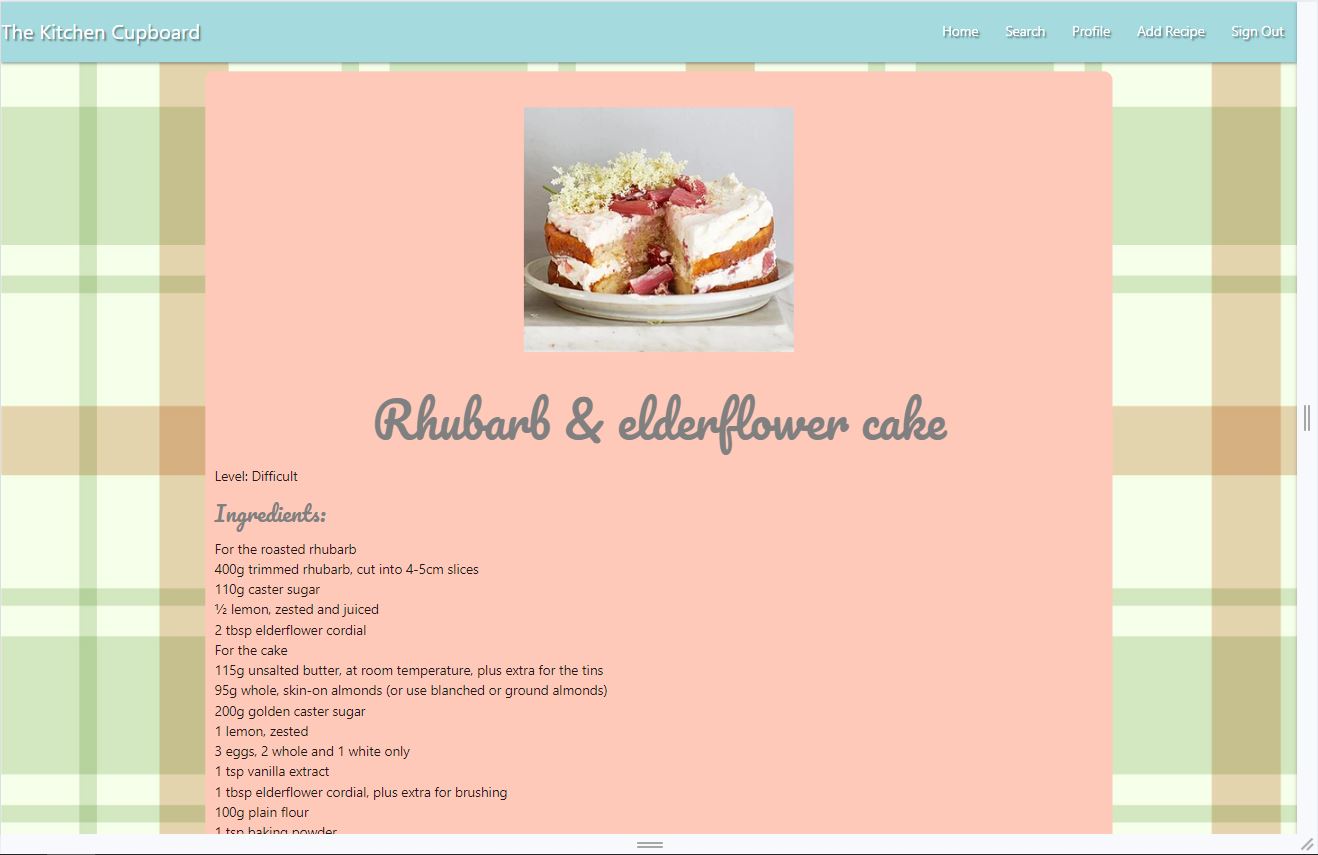 The Kitchen Cupboard
Home Search Profile Add Recipe Sign Out
Rhubarb & elderflower cake
Level: Difficult
Ingredients:
For the roasted rhubarb
400g trimmed rhubarb, cut into 4-5cm slices
110g caster sugar
½ lemon, zested and juiced
2 tbsp elderflower cordial
For the cake
115g unsalted butter, at room temperature, plus extra for the tins
95g whole, skin-on almonds (or use blanched or ground almonds)
200g golden caster sugar
1 lemon, zested
3 eggs, 2 whole and 1 white only
1 tsp vanilla extract
1 tbsp elderflower cordial, plus extra for brushing
100g plain flour
1 tsp baking powder